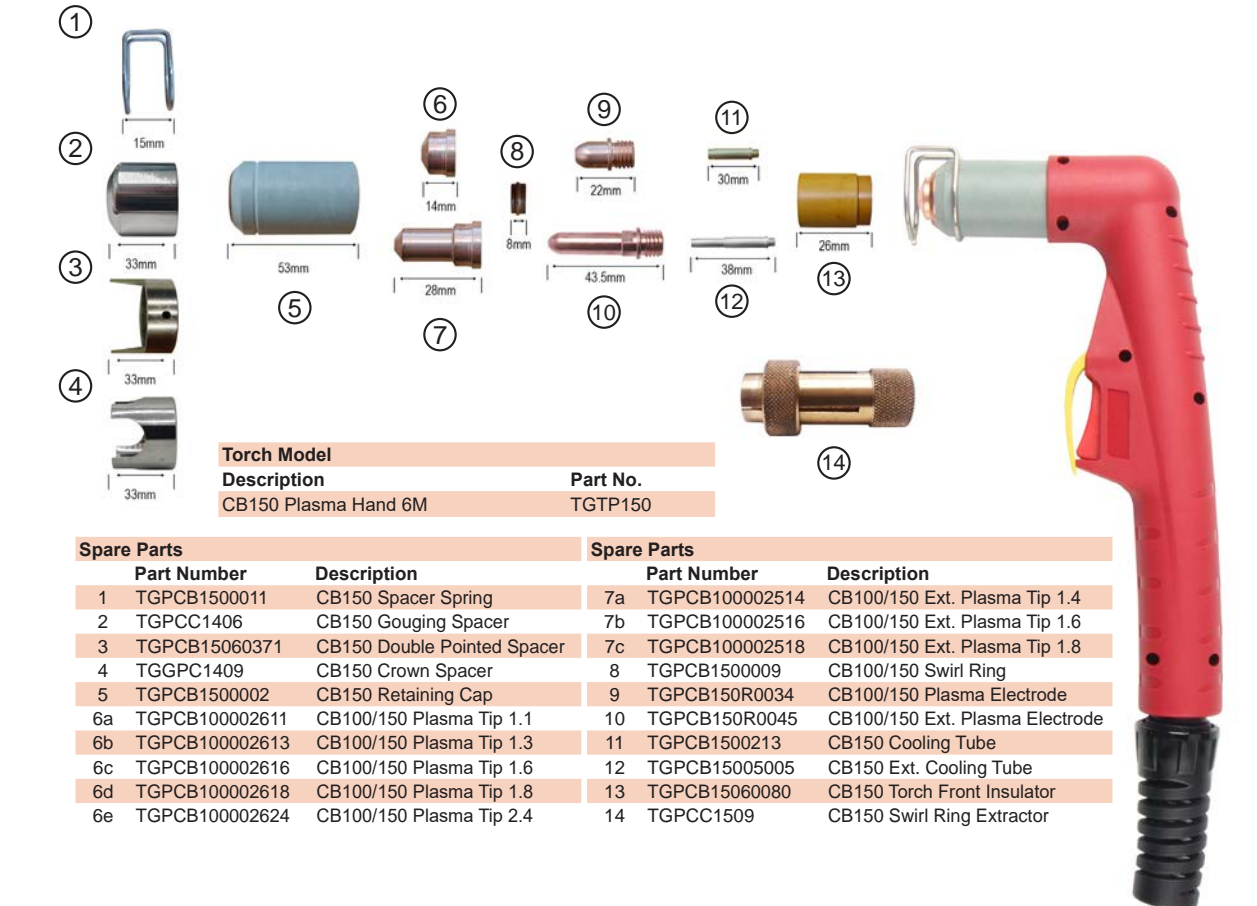 1
15mm
2
33mm
3
33mm
4
33mm
53mm
5
6
14mm
28mm
7
8
8mm
9
22mm
43.5mm
10
11
30mm
38mm
12
26mm
13
14
Torch Model
Description Part No.
CB150 Plasma Hand 6M TGTP150
Spare Parts
Part Number Description
1 TGPCB1500011 CB150 Spacer Spring
2 TGPCC1406 CB150 Gouging Spacer
3 TGPCB15060371 CB150 Double Pointed Spacer
4 TGGPC1409 CB150 Crown Spacer
5 TGPCB1500002 CB150 Retaining Cap
6a TGPCB100002611 CB100/150 Plasma Tip 1.1
6b TGPCB100002613 CB100/150 Plasma Tip 1.3
6c TGPCB100002616 CB100/150 Plasma Tip 1.6
6d TGPCB100002618 CB100/150 Plasma Tip 1.8
6e TGPCB100002624 CB100/150 Plasma Tip 2.4
Spare Parts
Part Number Description
7a TGPCB100002514 CB100/150 Ext. Plasma Tip 1.4
7b TGPCB100002516 CB100/150 Ext. Plasma Tip 1.6
7c TGPCB100002518 CB100/150 Ext. Plasma Tip 1.8
8 TGPCB1500009 CB100/150 Swirl Ring
9 TGPCB150R0034 CB100/150 Plasma Electrode
10 TGPCB150R0045 CB100/150 Ext. Plasma Electrode
11 TGPCB1500213 CB150 Cooling Tube
12 TGPCB15005005 CB150 Ext. Cooling Tube
13 TGPCB15060080 CB150 Torch Front Insulator
14 TGPCC1509 CB150 Swirl Ring Extractor